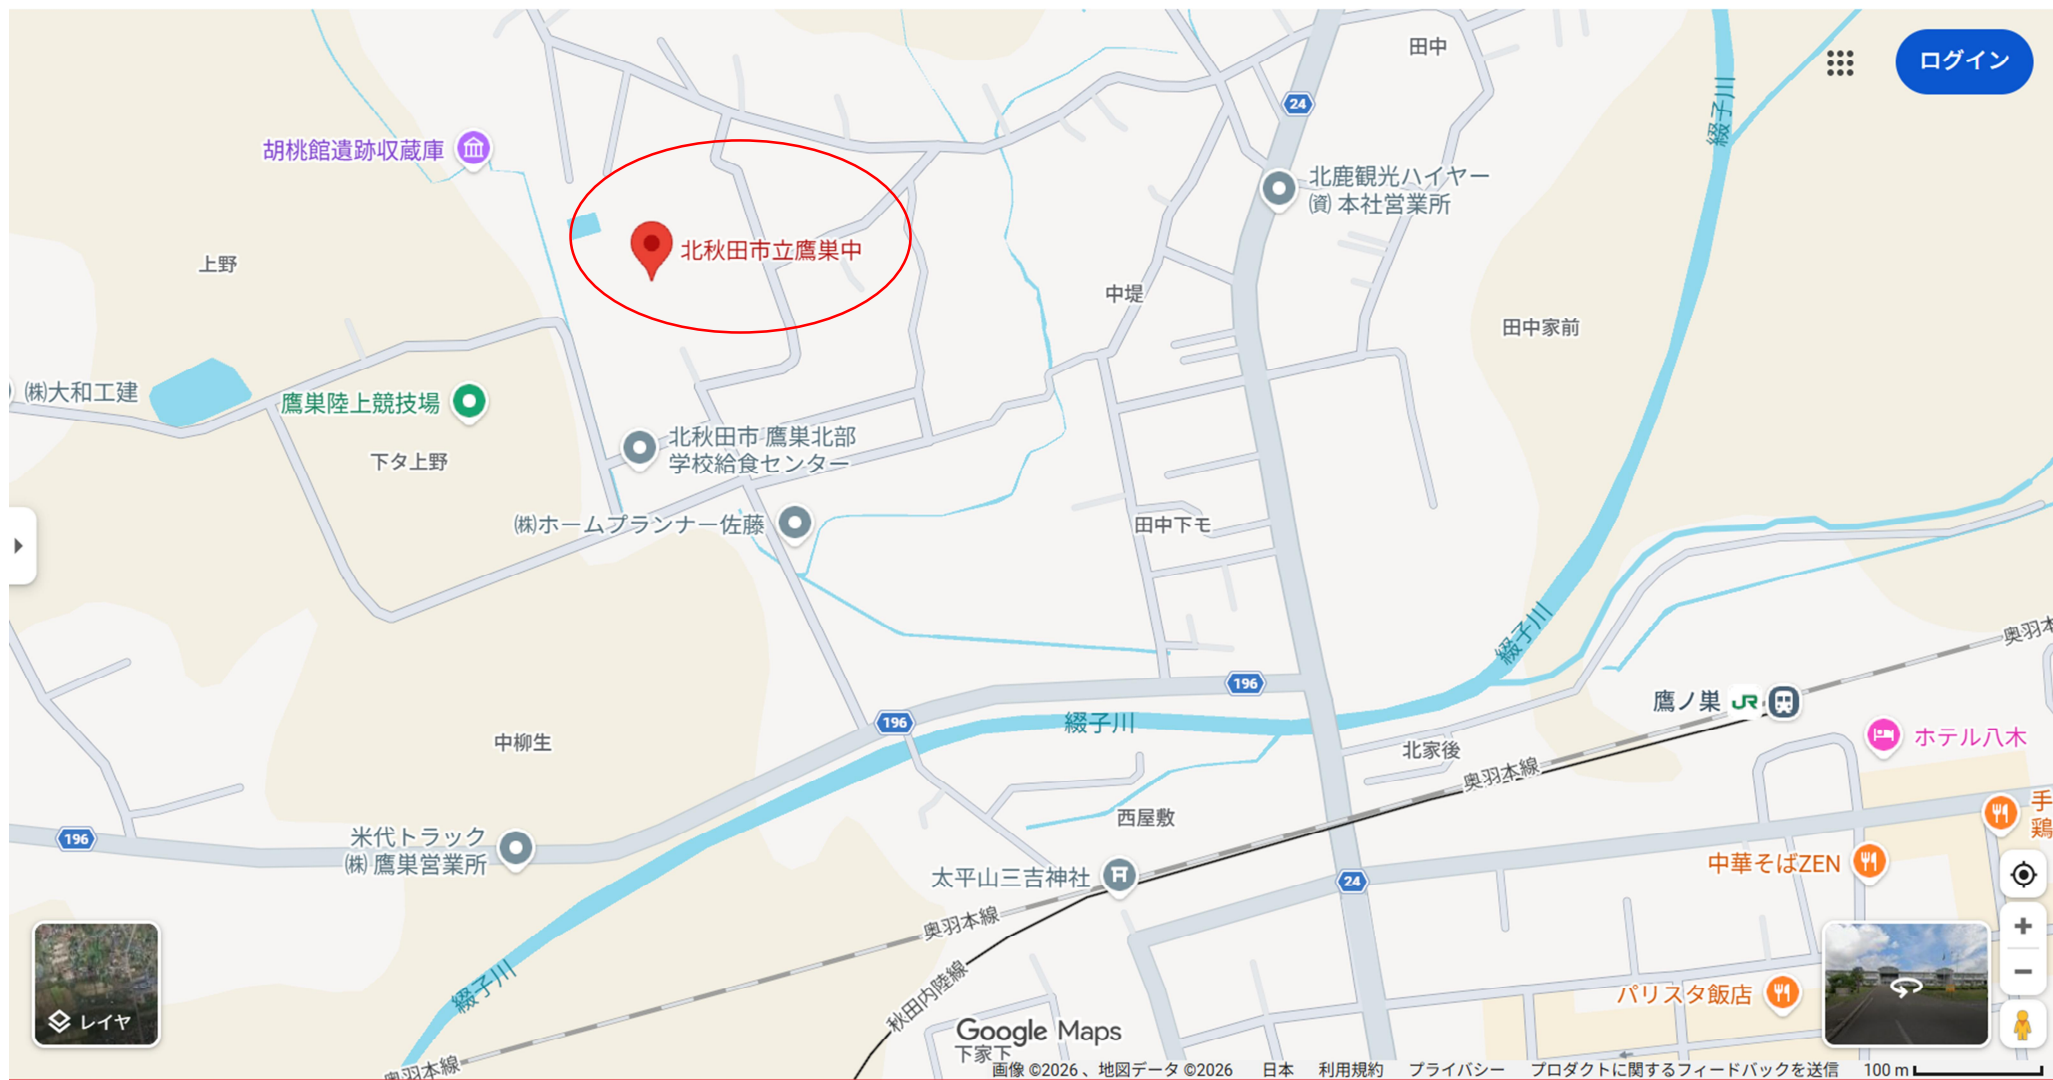 田中
ログイン
綴子川
24
胡桃館遺跡収蔵庫
北鹿観光ハイヤー
㈾ 本社営業所
北秋田市立鷹巣中
上野
中堤
田中家前
㈱大和工建
鷹巣陸上競技場
下タ上野
北秋田市 鷹巣北部
学校給食センター
㈱ホームプランナー佐藤
田中下モ
綴子川
奥羽本
196
鷹ノ巣 JR
196
綴子川
中柳生
北家後
ホテル八木
奥羽本線
手
鶏
西屋敷
196
米代トラック
㈱ 鷹巣営業所
中華そばZEN
太平山三吉神社
24
奥羽本線
綴子川
秋田内陸線
パリスタ飯店
レイヤ
Google Maps
下家下
奥羽本線
画像 ©2026 、地図データ ©2026 日本 利用規約 プライバシー プロダクトに関するフィードバックを送信 100 m